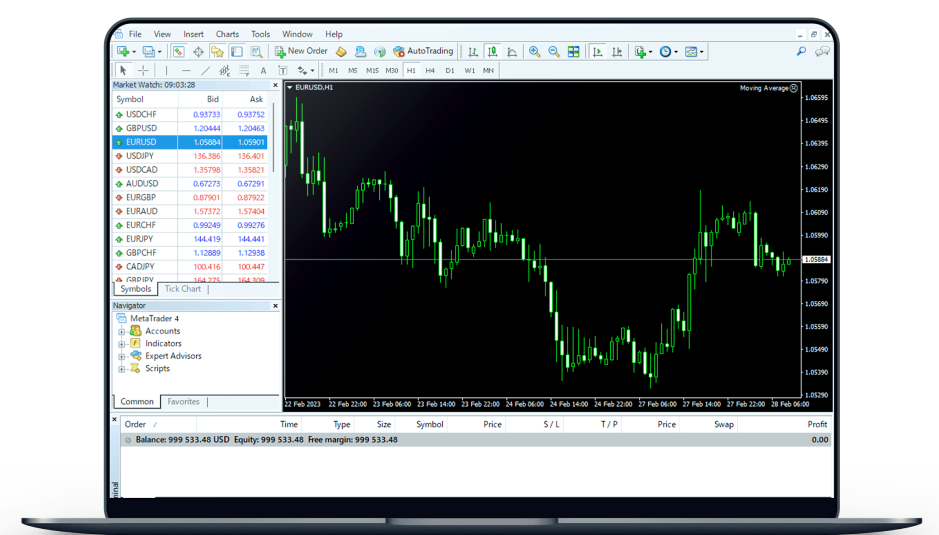 File View Insert Charts Tools Window Help
New Order AutoTrading
A T M1 M5 M15 M30 H1 H4 D1 W1 MN
Market Watch: 09:03:28
Symbol Bid Ask
USDCHF 0.93733 0.93752
GBPUSD 1.20444 1.20463
EURUSD 1.05884 1.05901
USDJPY 136.386 136.401
USDCAD 1.35798 1.35821
AUDUSD 0.67273 0.67291
EURGBP 0.87901 0.87922
EURAUD 1.57372 1.57404
EURCHF 0.99249 0.99276
EURJPY 144.419 144.441
GBPCHF 1.12889 1.12938
CADJPY 100.416 100.447
GBPJPY 164.275 164.309
Symbols Tick Chart
Navigator
MetaTrader 4
Accounts
Indicators
Expert Advisors
Scripts
Common Favorites
EURUSD,H1
Moving Average
1.06595
1.06495
1.06395
1.06290
1.06190
1.06090
1.05990
1.05884
1.05790
1.05690
1.05590
1.05490
1.05390
1.05290
22 Feb 2023 22 Feb 22:00 23 Feb 06:00 23 Feb 14:00 23 Feb 22:00 24 Feb 06:00 24 Feb 14:00 24 Feb 22:00 27 Feb 06:00 27 Feb 14:00 27 Feb 22:00 28 Feb 06:00
Order / Time Type Size Symbol Price S / L T / P Price Swap Profit
Balance: 999 533.48 USD Equity: 999 533.48 Free margin: 999 533.48 0.00